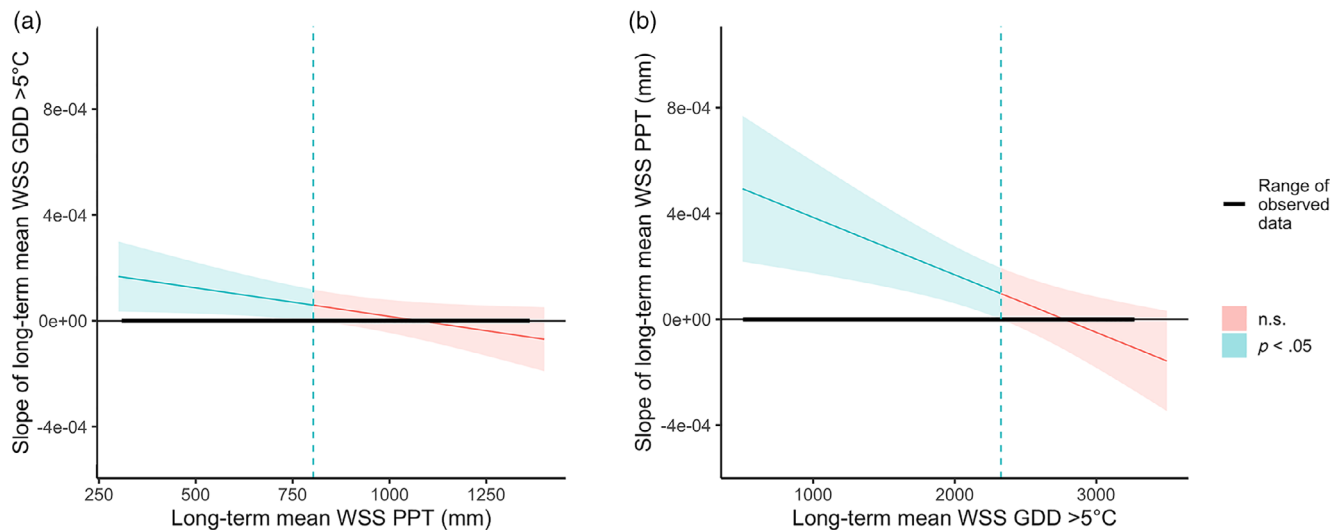 (a)
Slope of long-term mean WSS GDD >5°C
8e-04
4e-04
0e+00
-4e-04
250
500
750
1000
1250
Long-term mean WSS PPT (mm)
(b)
Slope of long-term mean WSS PPT (mm)
8e-04
4e-04
0e+00
-4e-04
1000
2000
3000
Long-term mean WSS GDD >5°C
Range of
observed
data
n.s.
p < .05